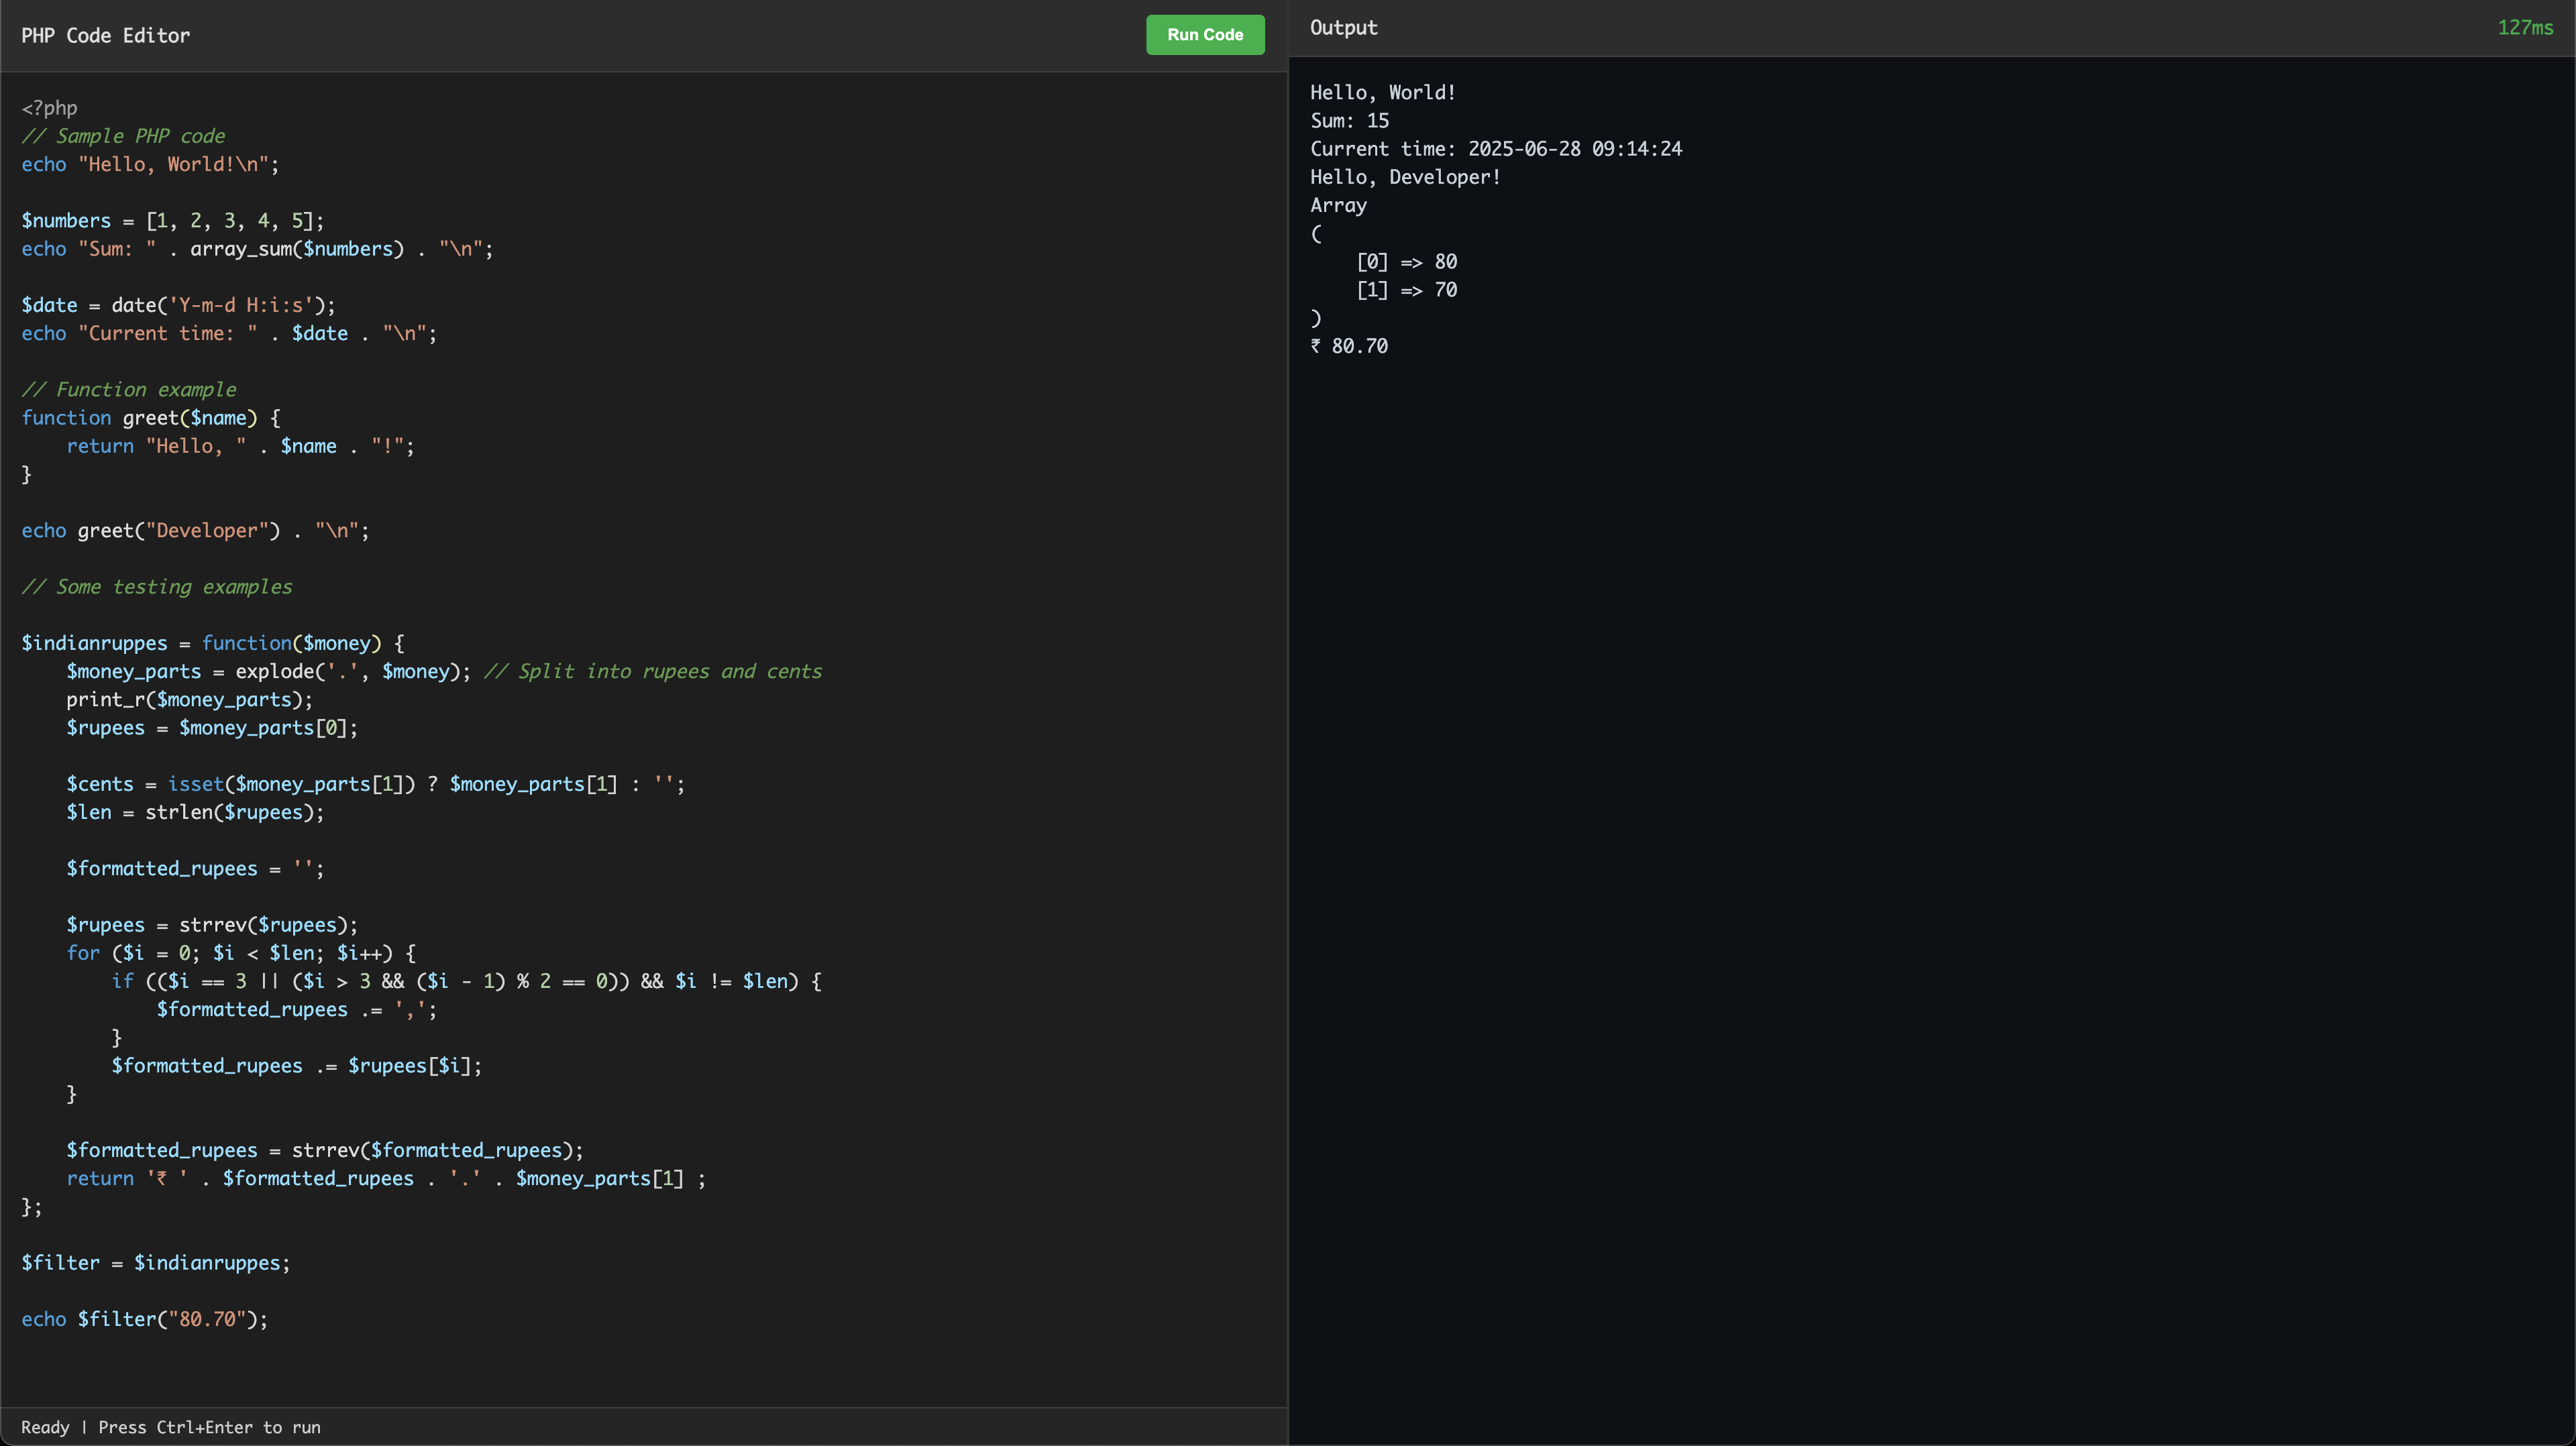 PHP Code Editor
Run Code
<?php
// Sample PHP code
echo "Hello, World!\n";
$numbers = [1, 2, 3, 4, 5];
echo "Sum: " . array_sum($numbers) . "\n";
$date = date('Y-m-d H:i:s');
echo "Current time: " . $date . "\n";
// Function example
function greet($name) {
    return "Hello, " . $name . "!";
}
echo greet("Developer") . "\n";
// Some testing examples
$indianruppes = function($money) {
    $money_parts = explode('.', $money); // Split into rupees and cents
    print_r($money_parts);
    $rupees = $money_parts[0];
    $cents = isset($money_parts[1]) ? $money_parts[1] : '';
    $len = strlen($rupees);
    $formatted_rupees = '';
    $rupees = strrev($rupees);
    for ($i = 0; $i < $len; $i++) {
        if (($i == 3 || ($i > 3 && ($i - 1) % 2 == 0)) && $i != $len) {
            $formatted_rupees .= ',';
        }
        $formatted_rupees .= $rupees[$i];
    }
    $formatted_rupees = strrev($formatted_rupees);
    return '₹ ' . $formatted_rupees . '.' . $money_parts[1] ;
};
$filter = $indianruppes;
echo $filter("80.70");
Ready | Press Ctrl+Enter to run
Output
127ms
Hello, World!
Sum: 15
Current time: 2025-06-28 09:14:24
Hello, Developer!
Array
(
    [0] => 80
    [1] => 70
)
₹ 80.70